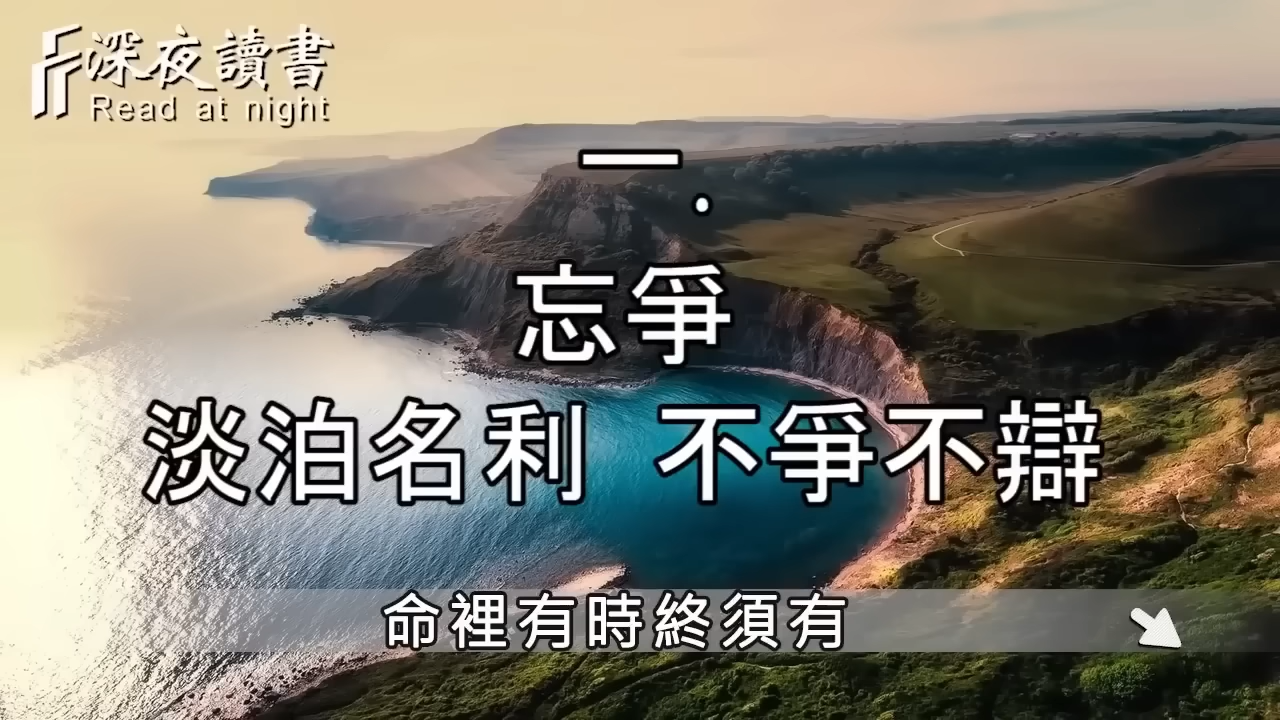 深夜讀書
Read at night
一.
忘爭
淡泊名利 不爭不辯
命裡有時終須有